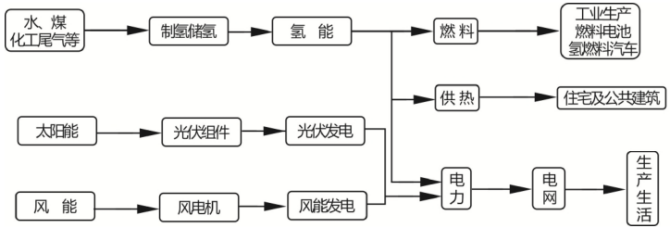 水、煤
化工尾气等
制氢储氢
氢 能
燃 料
工业生产
燃料电池
氢燃料汽车
供 热
住宅及公共建筑
太阳能
光伏组件
光伏发电
风 能
风电机
风能发电
电
力
电
网
生
产
生
活